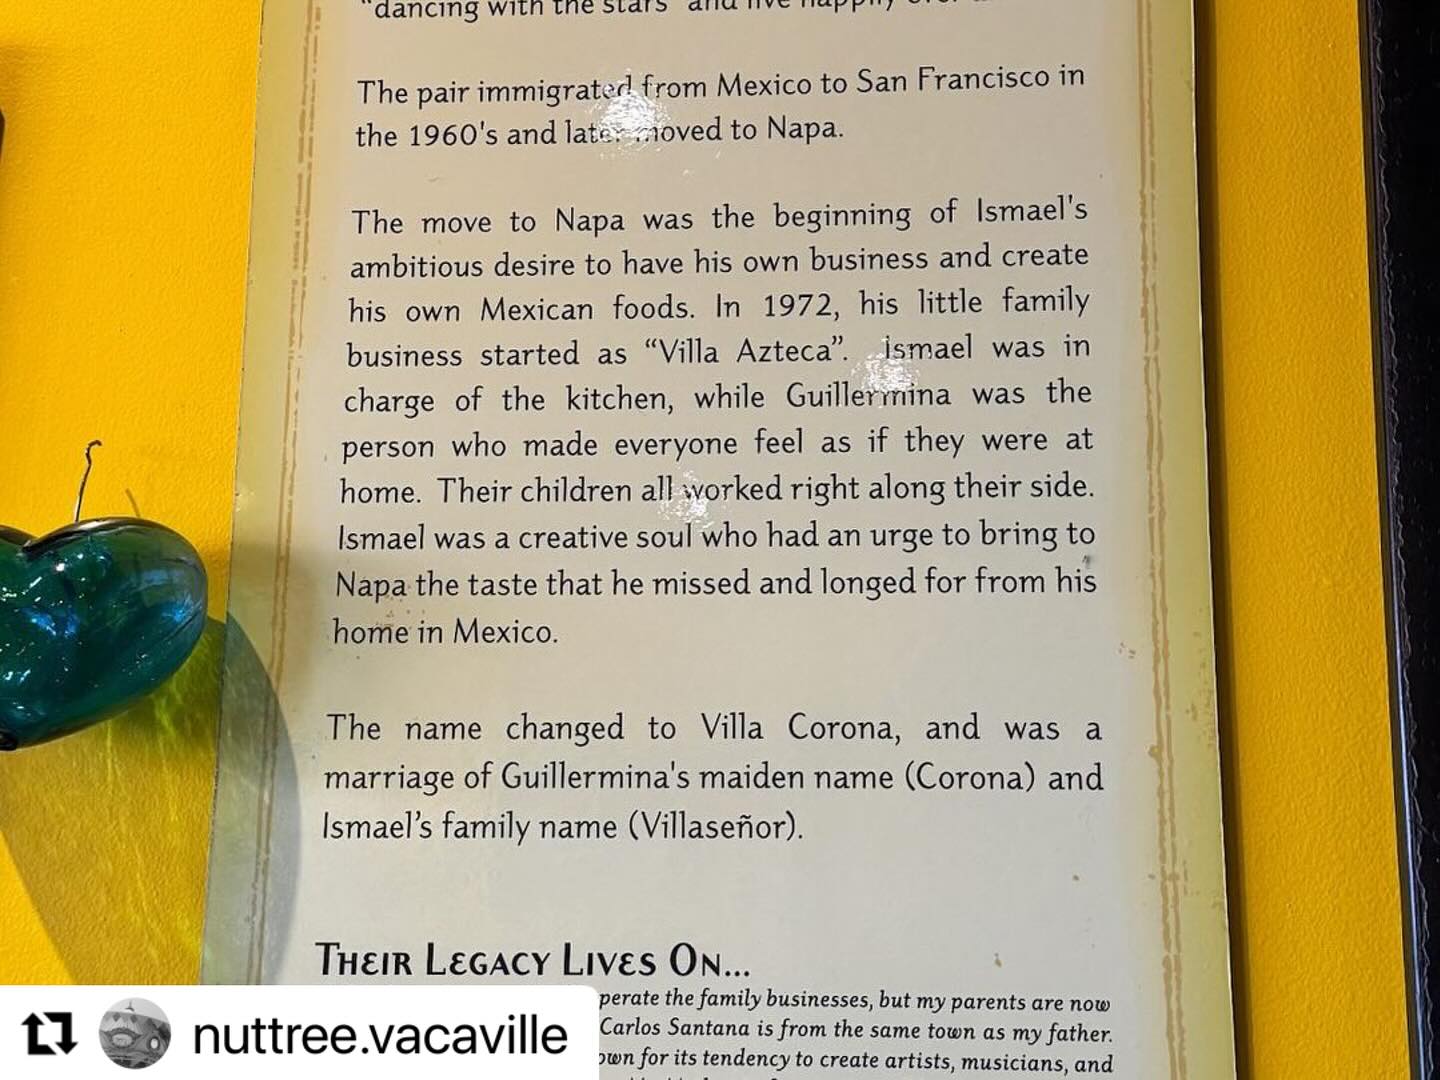 "dancing with the stars" and live happily ever
The pair immigrated from Mexico to San Francisco in
the 1960's and later moved to Napa.
The move to Napa was the beginning of Ismael's
ambitious desire to have his own business and create
his own Mexican foods. In 1972, his little family
business started as “Villa Azteca”. Ismael was in
charge of the kitchen, while Guillermina was the
person who made everyone feel as if they were at
home. Their children all worked right along their side.
Ismael was a creative soul who had an urge to bring to
Napa the taste that he missed and longed for from his
home in Mexico.
The name changed to Villa Corona, and was a
marriage of Guillermina's maiden name (Corona) and
Ismael’s family name (Villaseñor).
THEIR LEGACY LIVES ON...
perate the family businesses, but my parents are now
Carlos Santana is from the same town as my father.
own for its tendency to create artists, musicians, and
nuttree.vacaville